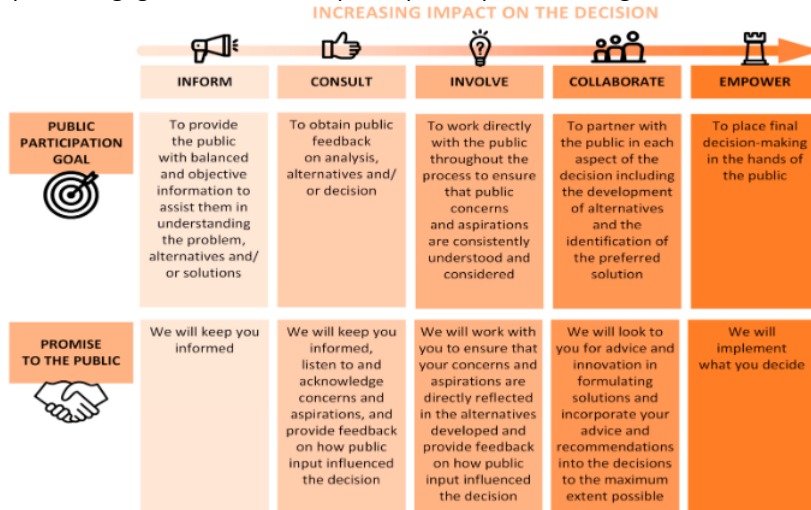 INCREASING IMPACT ON THE DECISION
INFORM
CONSULT
INVOLVE
COLLABORATE
EMPOWER
PUBLIC
PARTICIPATION
GOAL
To provide
the public
with balanced
and objective
information to
assist them in
understanding
the problem,
alternatives and/
or solutions
To obtain public
feedback
on analysis,
alternatives and/
or decision
To work directly
with the public
throughout the
process to ensure
that public
concerns
and aspirations
are consistently
understood and
considered
To partner with
the public in each
aspect of the
decision including
the development
of alternatives
and the
identification of
the preferred
solution
To place final
decision-making
in the hands of
the public
PROMISE
TO THE PUBLIC
We will keep you
informed
We will keep you
informed,
listen to and
acknowledge
concerns and
aspirations, and
provide feedback
on how public
input influenced
the decision
We will work with
you to ensure that
your concerns and
aspirations are
directly reflected
in the alternatives
developed and
provide feedback
on how public
input influenced
the decision
We will look to
you for advice and
innovation in
formulating
solutions and
incorporate your
advice and
recommendations
into the decisions
to the maximum
extent possible
We will
implement
what you decide